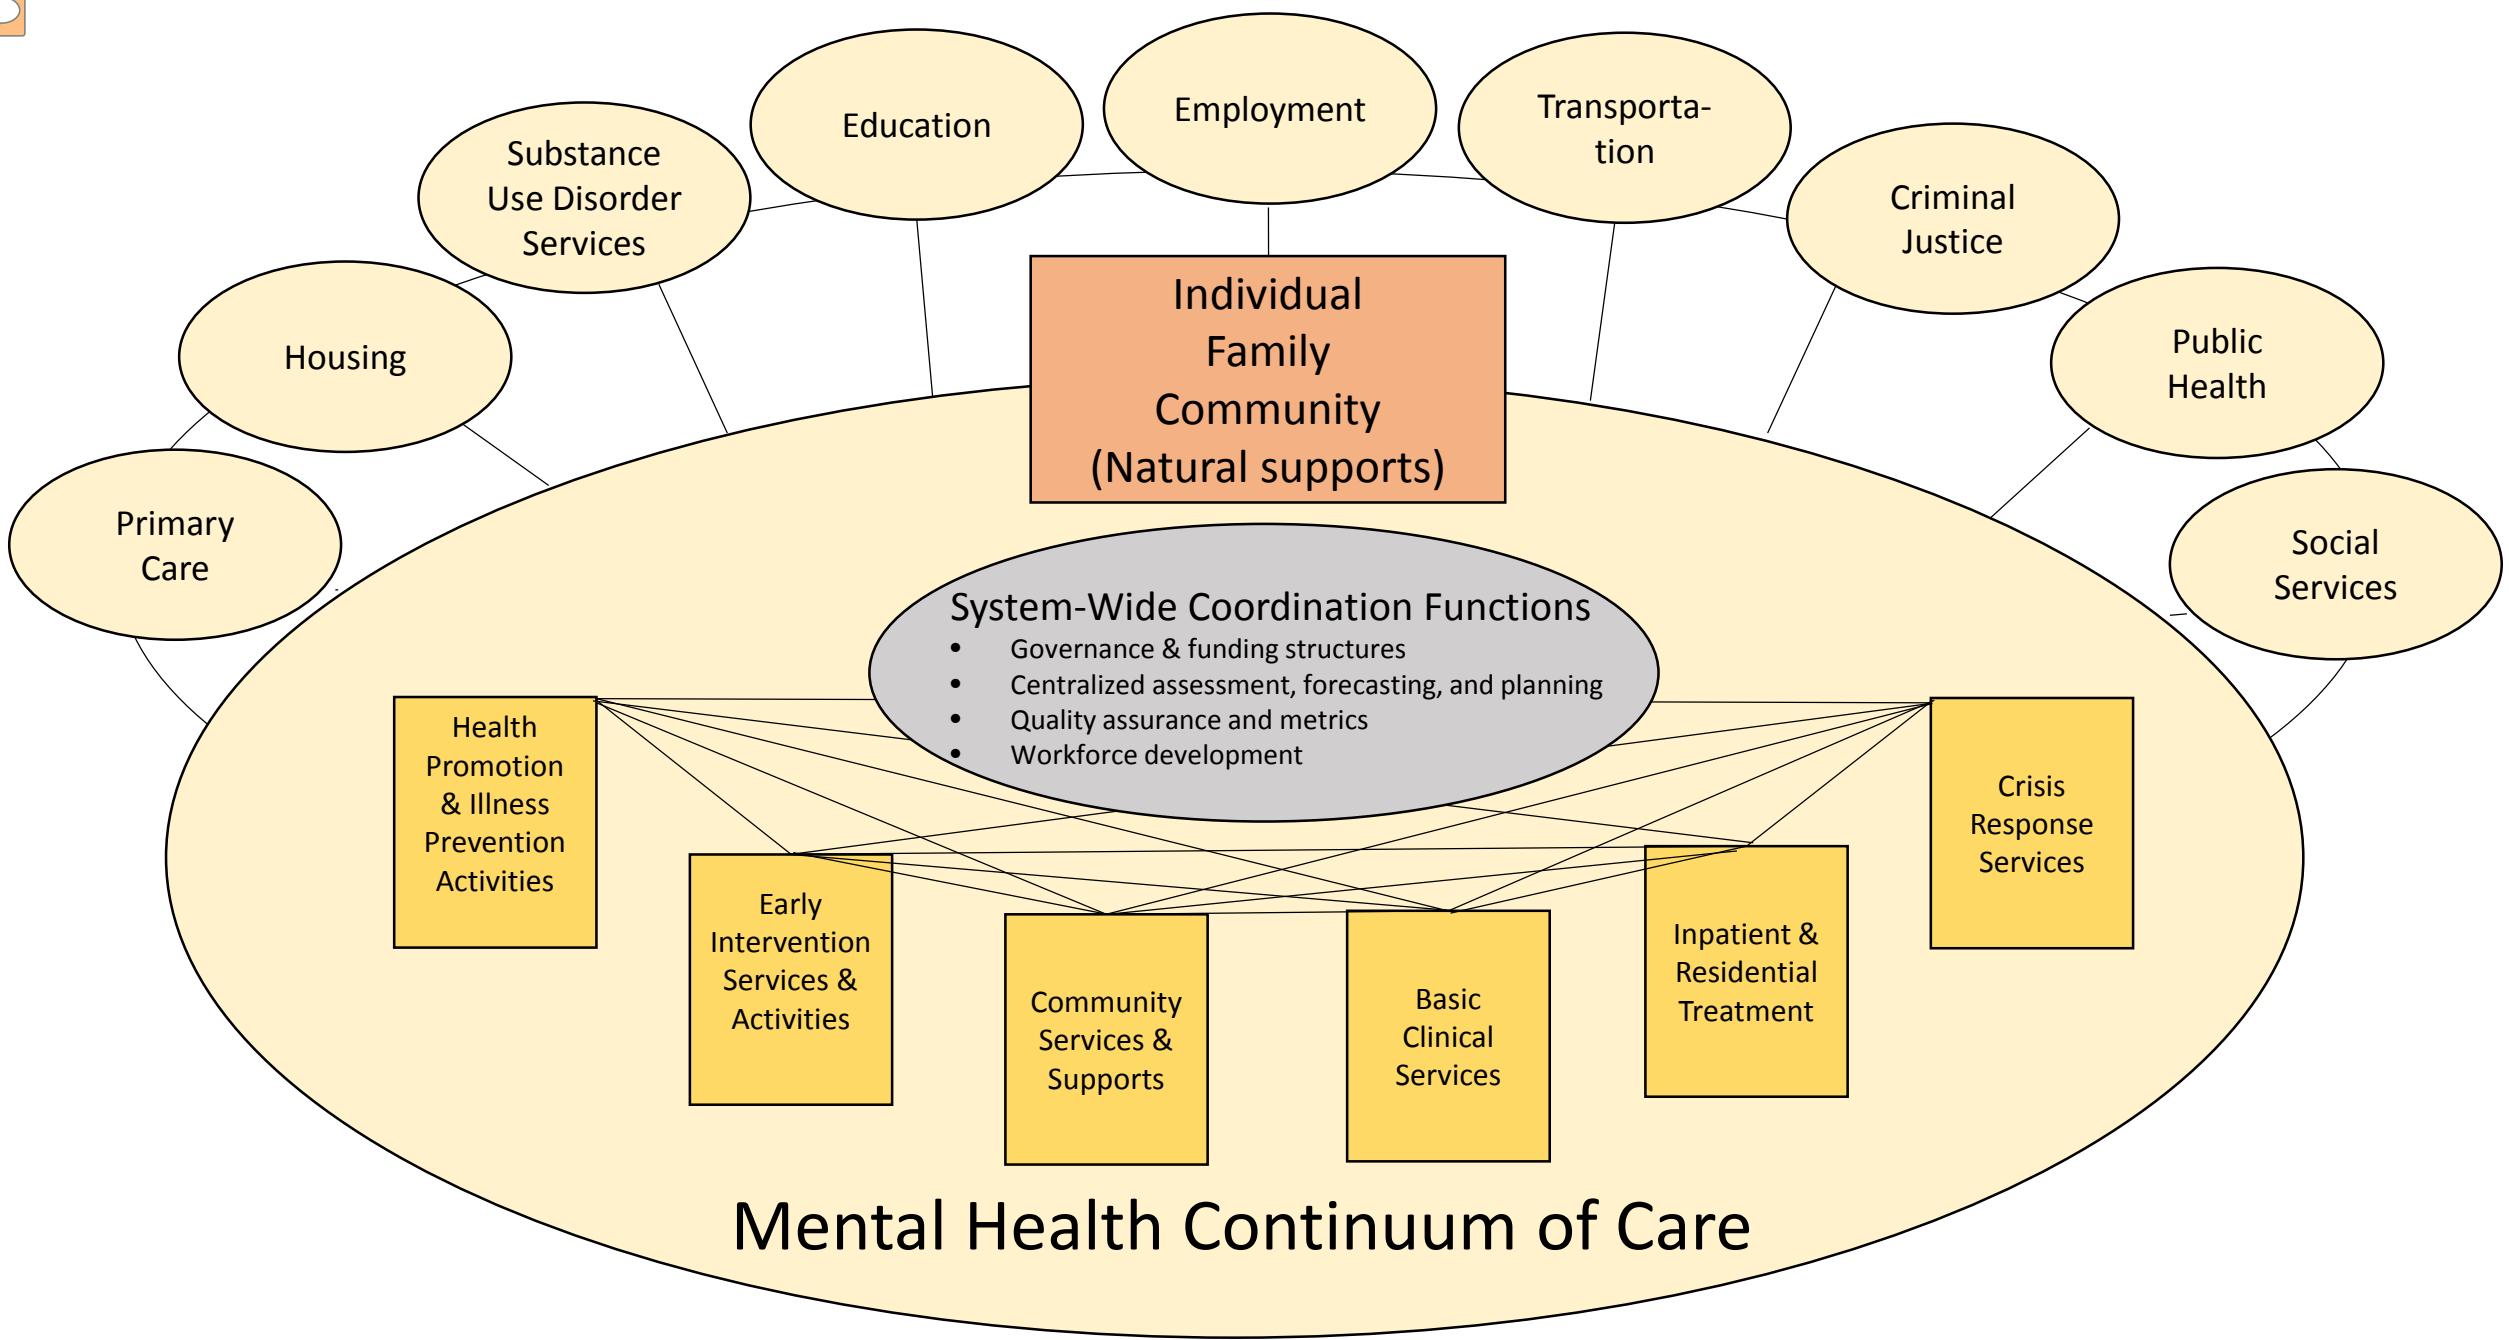 Employment
Education
Transporta-
tion
Substance
Use Disorder
Services
Criminal
Justice
Housing
Public
Health
Primary
Care
Social
Services
Individual
Family
Community
(Natural supports)
System-Wide Coordination Functions
• Governance & funding structures
• Centralized assessment, forecasting, and planning
• Quality assurance and metrics
• Workforce development
Health
Promotion
& Illness
Prevention
Activities
Early
Intervention
Services &
Activities
Community
Services &
Supports
Basic
Clinical
Services
Inpatient &
Residential
Treatment
Crisis
Response
Services
Mental Health Continuum of Care